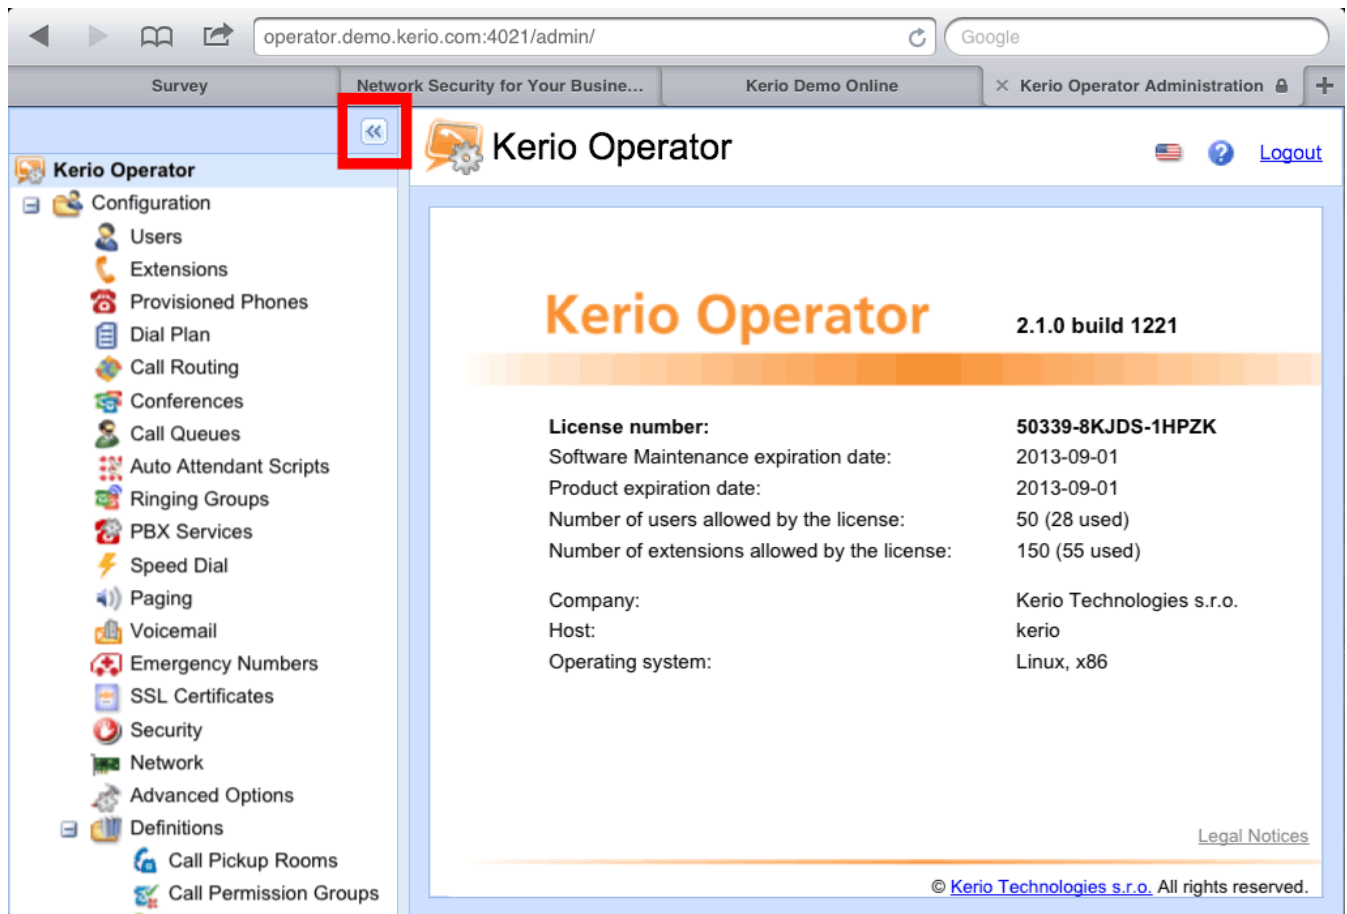 operator.demo.kerio.com:4021/admin/
Google
Survey
Network Security for Your Busine...
Kerio Demo Online
Kerio Operator Administration
Kerio Operator
Logout
Kerio Operator
Configuration
Users
Extensions
Provisioned Phones
Dial Plan
Call Routing
Conferences
Call Queues
Auto Attendant Scripts
Ringing Groups
PBX Services
Speed Dial
Paging
Voicemail
Emergency Numbers
SSL Certificates
Security
Network
Advanced Options
Definitions
Call Pickup Rooms
Call Permission Groups
Kerio Operator 2.1.0 build 1221
License number: 50339-8KJDS-1HPZK
Software Maintenance expiration date: 2013-09-01
Product expiration date: 2013-09-01
Number of users allowed by the license: 50 (28 used)
Number of extensions allowed by the license: 150 (55 used)
Company: Kerio Technologies s.r.o.
Host: kerio
Operating system: Linux, x86
Legal Notices
© Kerio Technologies s.r.o. All rights reserved.